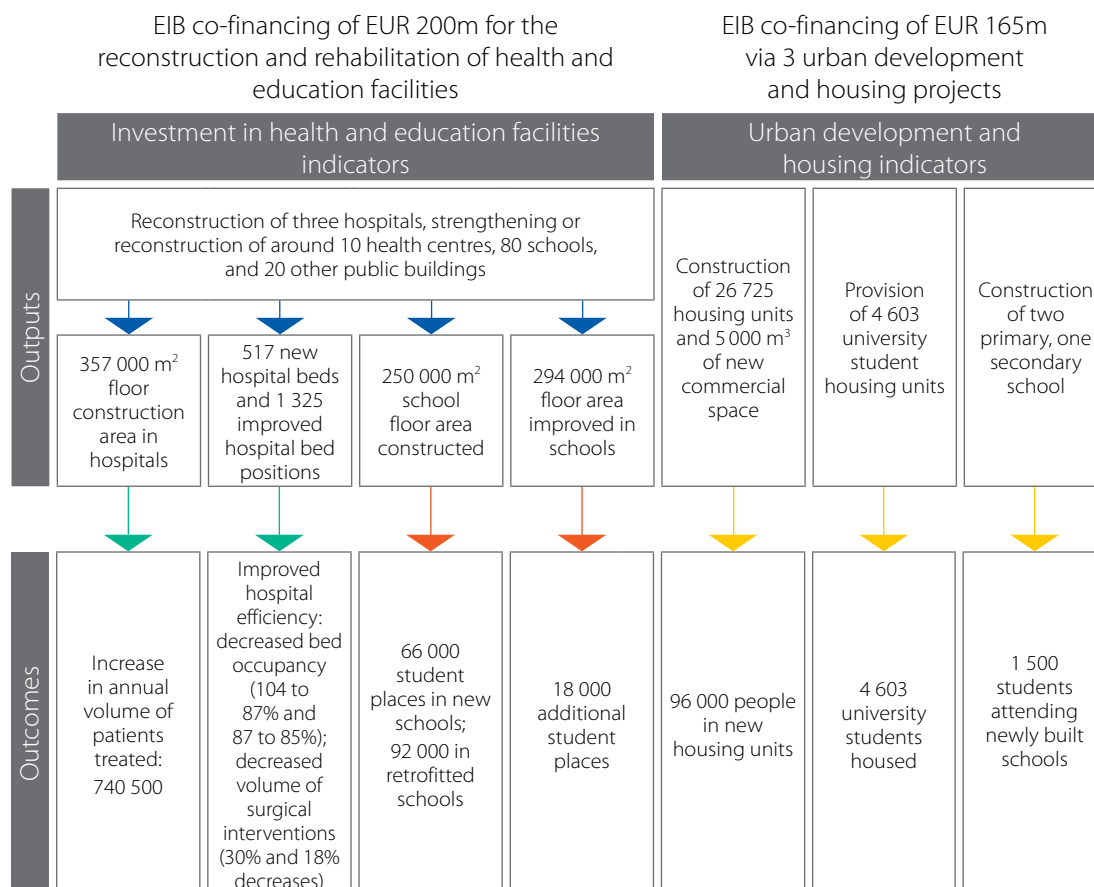 EIB co-financing of EUR 200m for the
reconstruction and rehabilitation of health and
education facilities
EIB co-financing of EUR 165m
via 3 urban development
and housing projects
Investment in health and education facilities
indicators
Urban development and
housing indicators
Outputs
Reconstruction of three hospitals, strengthening or
reconstruction of around 10 health centres, 80 schools,
and 20 other public buildings
357 000 m²
floor
construction
area in
hospitals
517 new
hospital beds
and 1 325
improved
hospital bed
positions
250 000 m²
school
floor area
constructed
294 000 m²
floor area
improved in
schools
Construction
of 26 725
housing units
and 5 000 m³
of new
commercial
space
Provision
of 4 603
university
student
housing units
Construction
of two
primary, one
secondary
school
Outcomes
Increase
in annual
volume of
patients
treated:
740 500
Improved
hospital
efficiency:
decreased bed
occupancy
(104 to
87% and
87 to 85%);
decreased
volume of
surgical
interventions
(30% and 18%
decreases)
66 000
student
places in new
schools;
92 000 in
retrofitted
schools
18 000
additional
student
places
96 000 people
in new
housing units
4 603
university
students
housed
1 500
students
attending
newly built
schools